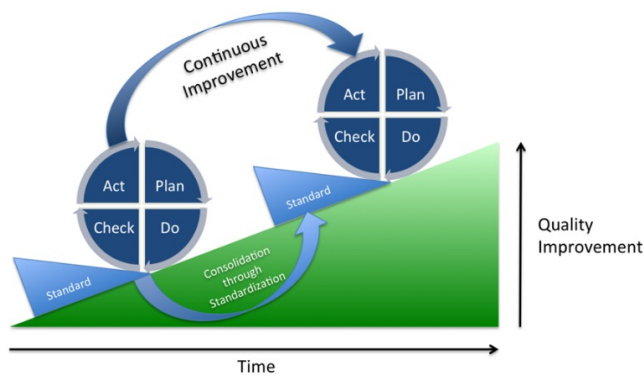 Continuous
Improvement
Act
Plan
Check
Do
Standard
Act
Plan
Check
Do
Standard
Consolidation
through
Standardization
Quality
Improvement
Time